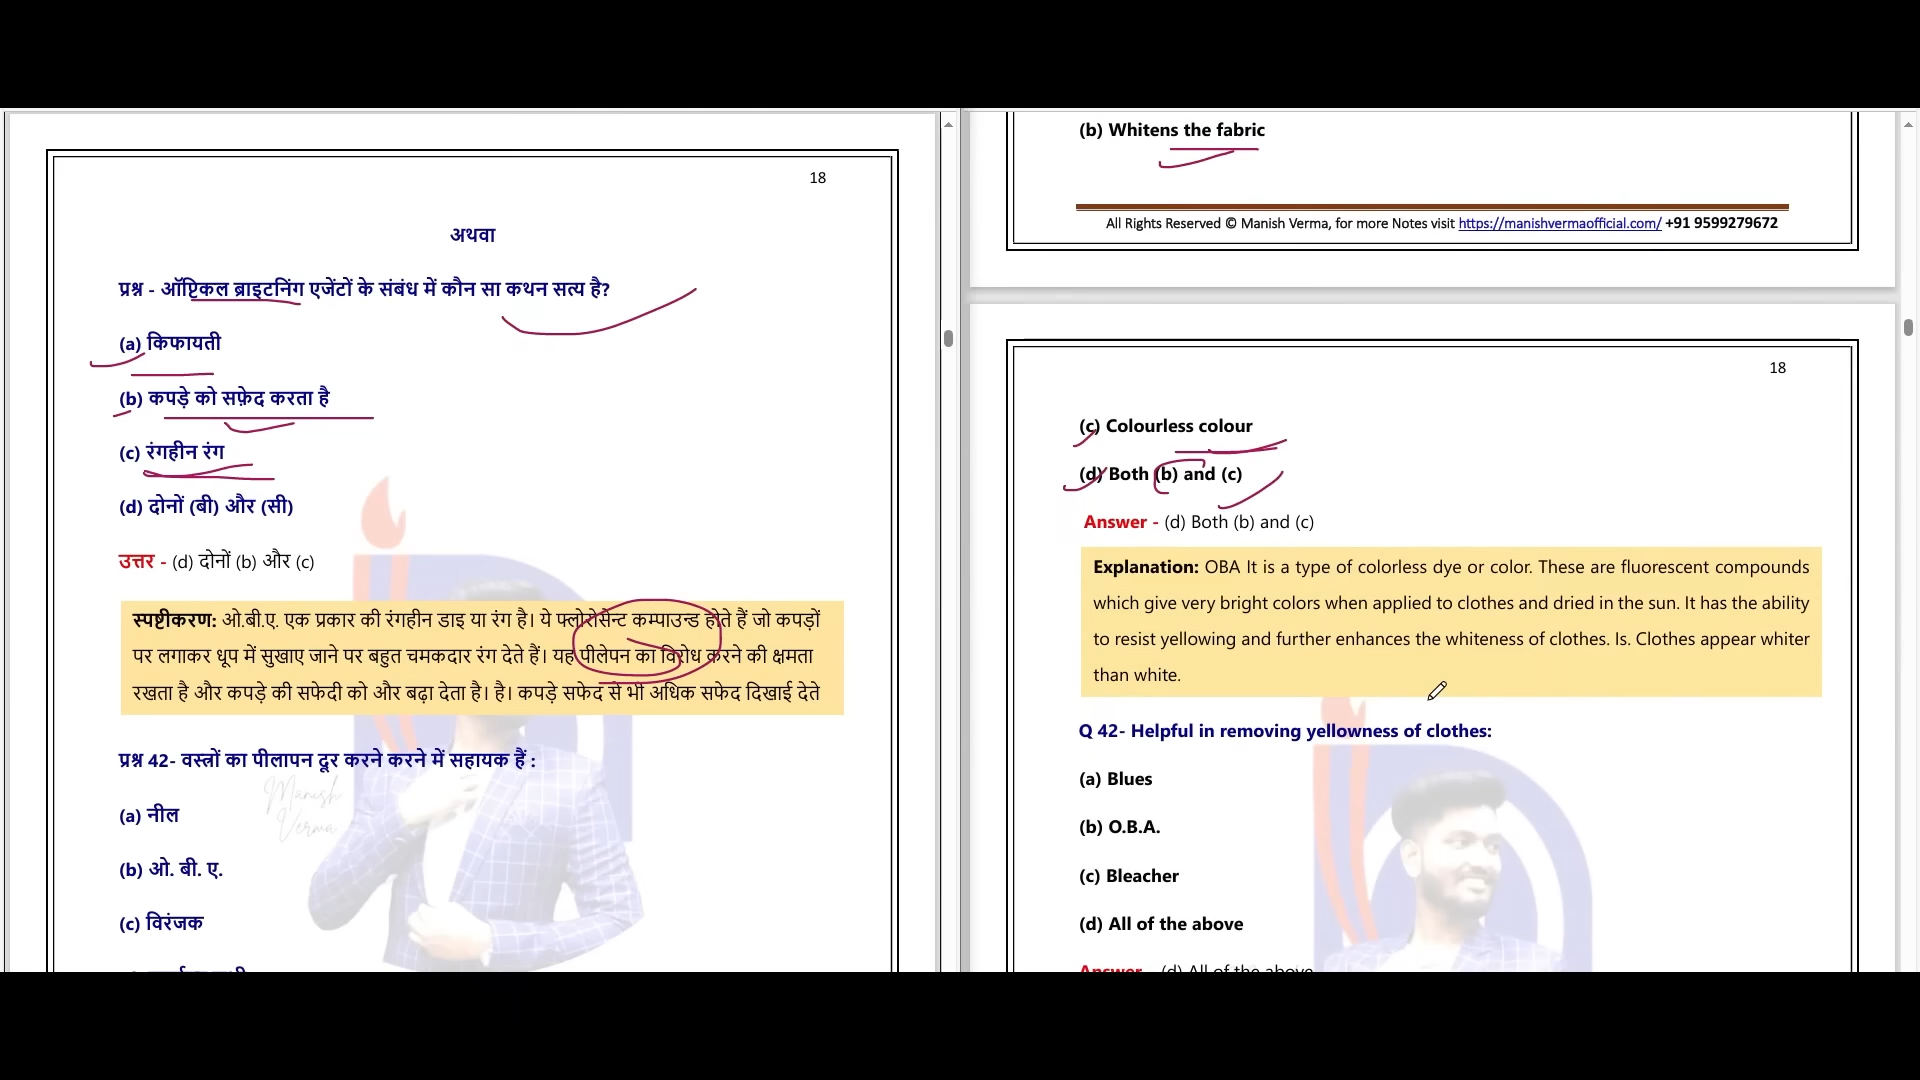 18
अथवा
प्रश्न - ऑप्टिकल ब्राइटनिंग एजेंटों के संबंध में कौन सा कथन सत्य है?
(a) किफायती
(b) कपड़े को सफ़ेद करता है
(c) रंगहीन रंग
(d) दोनों (बी) और (सी)
उत्तर - (d) दोनों (b) और (c)
स्पष्टीकरण: ओ.बी.ए. एक प्रकार की रंगहीन डाइ या रंग है। ये फ्लोरोसेन्ट कम्पाउन्ड होते हैं जो कपड़ों
पर लगाकर धूप में सुखाए जाने पर बहुत चमकदार रंग देते हैं। यह पीलेपन का विरोध करने की क्षमता
रखता है और कपड़े की सफेदी को और बढ़ा देता है। है। कपड़े सफेद से भी अधिक सफेद दिखाई देते
प्रश्न 42- वस्त्रों का पीलापन दूर करने करने में सहायक हैं :
Manish
Verma
(a) नील
(b) ओ. बी. ए.
(c) विरंजक
(b) Whitens the fabric
All Rights Reserved © Manish Verma, for more Notes visit https://manishvermaofficial.com/ +91 9599279672
18
(c) Colourless colour
(d) Both (b) and (c)
Answer - (d) Both (b) and (c)
Explanation: OBA It is a type of colorless dye or color. These are fluorescent compounds
which give very bright colors when applied to clothes and dried in the sun. It has the ability
to resist yellowing and further enhances the whiteness of clothes. Is. Clothes appear whiter
than white.
Q 42- Helpful in removing yellowness of clothes:
(a) Blues
(b) O.B.A.
(c) Bleacher
(d) All of the above
Answer - (d) All of the above